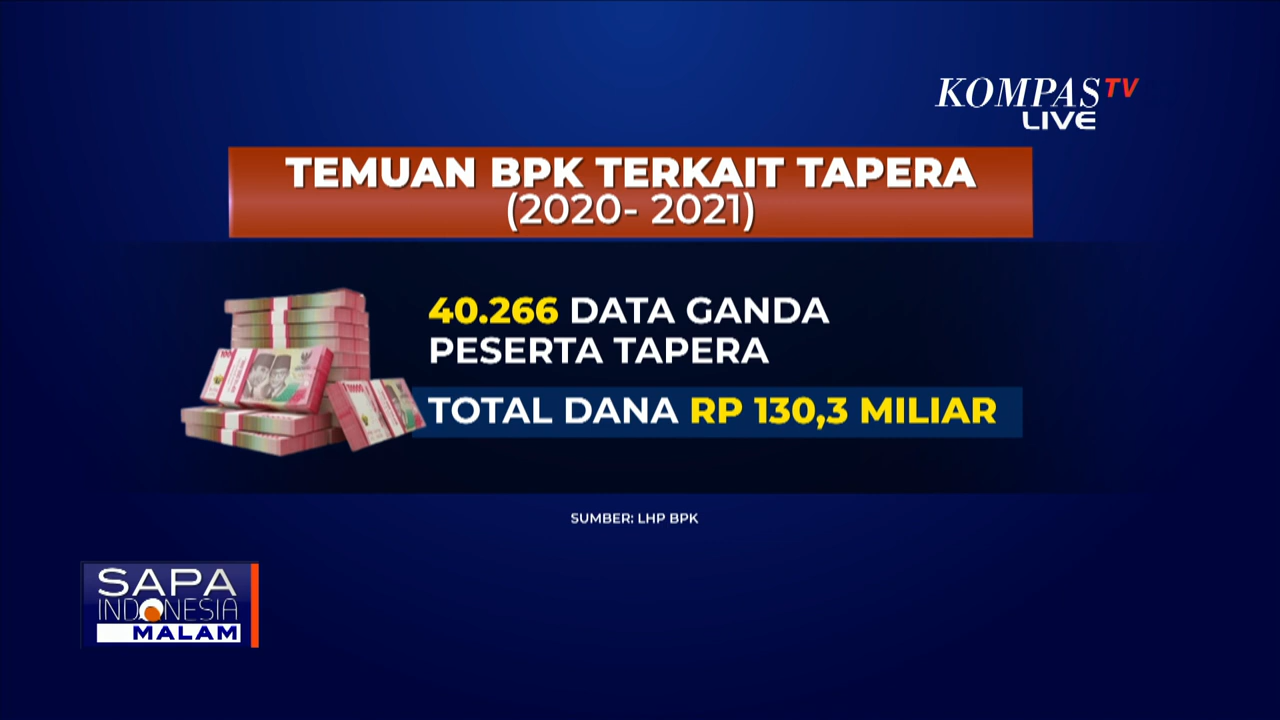 KOMPAS TV
LIVE
TEMUAN BPK TERKAIT TAPERA
(2020- 2021)
40.266 DATA GANDA
PESERTA TAPERA
TOTAL DANA RP 130,3 MILIAR
SUMBER: LHP BPK
SAPA
INDONESIA
MALAM